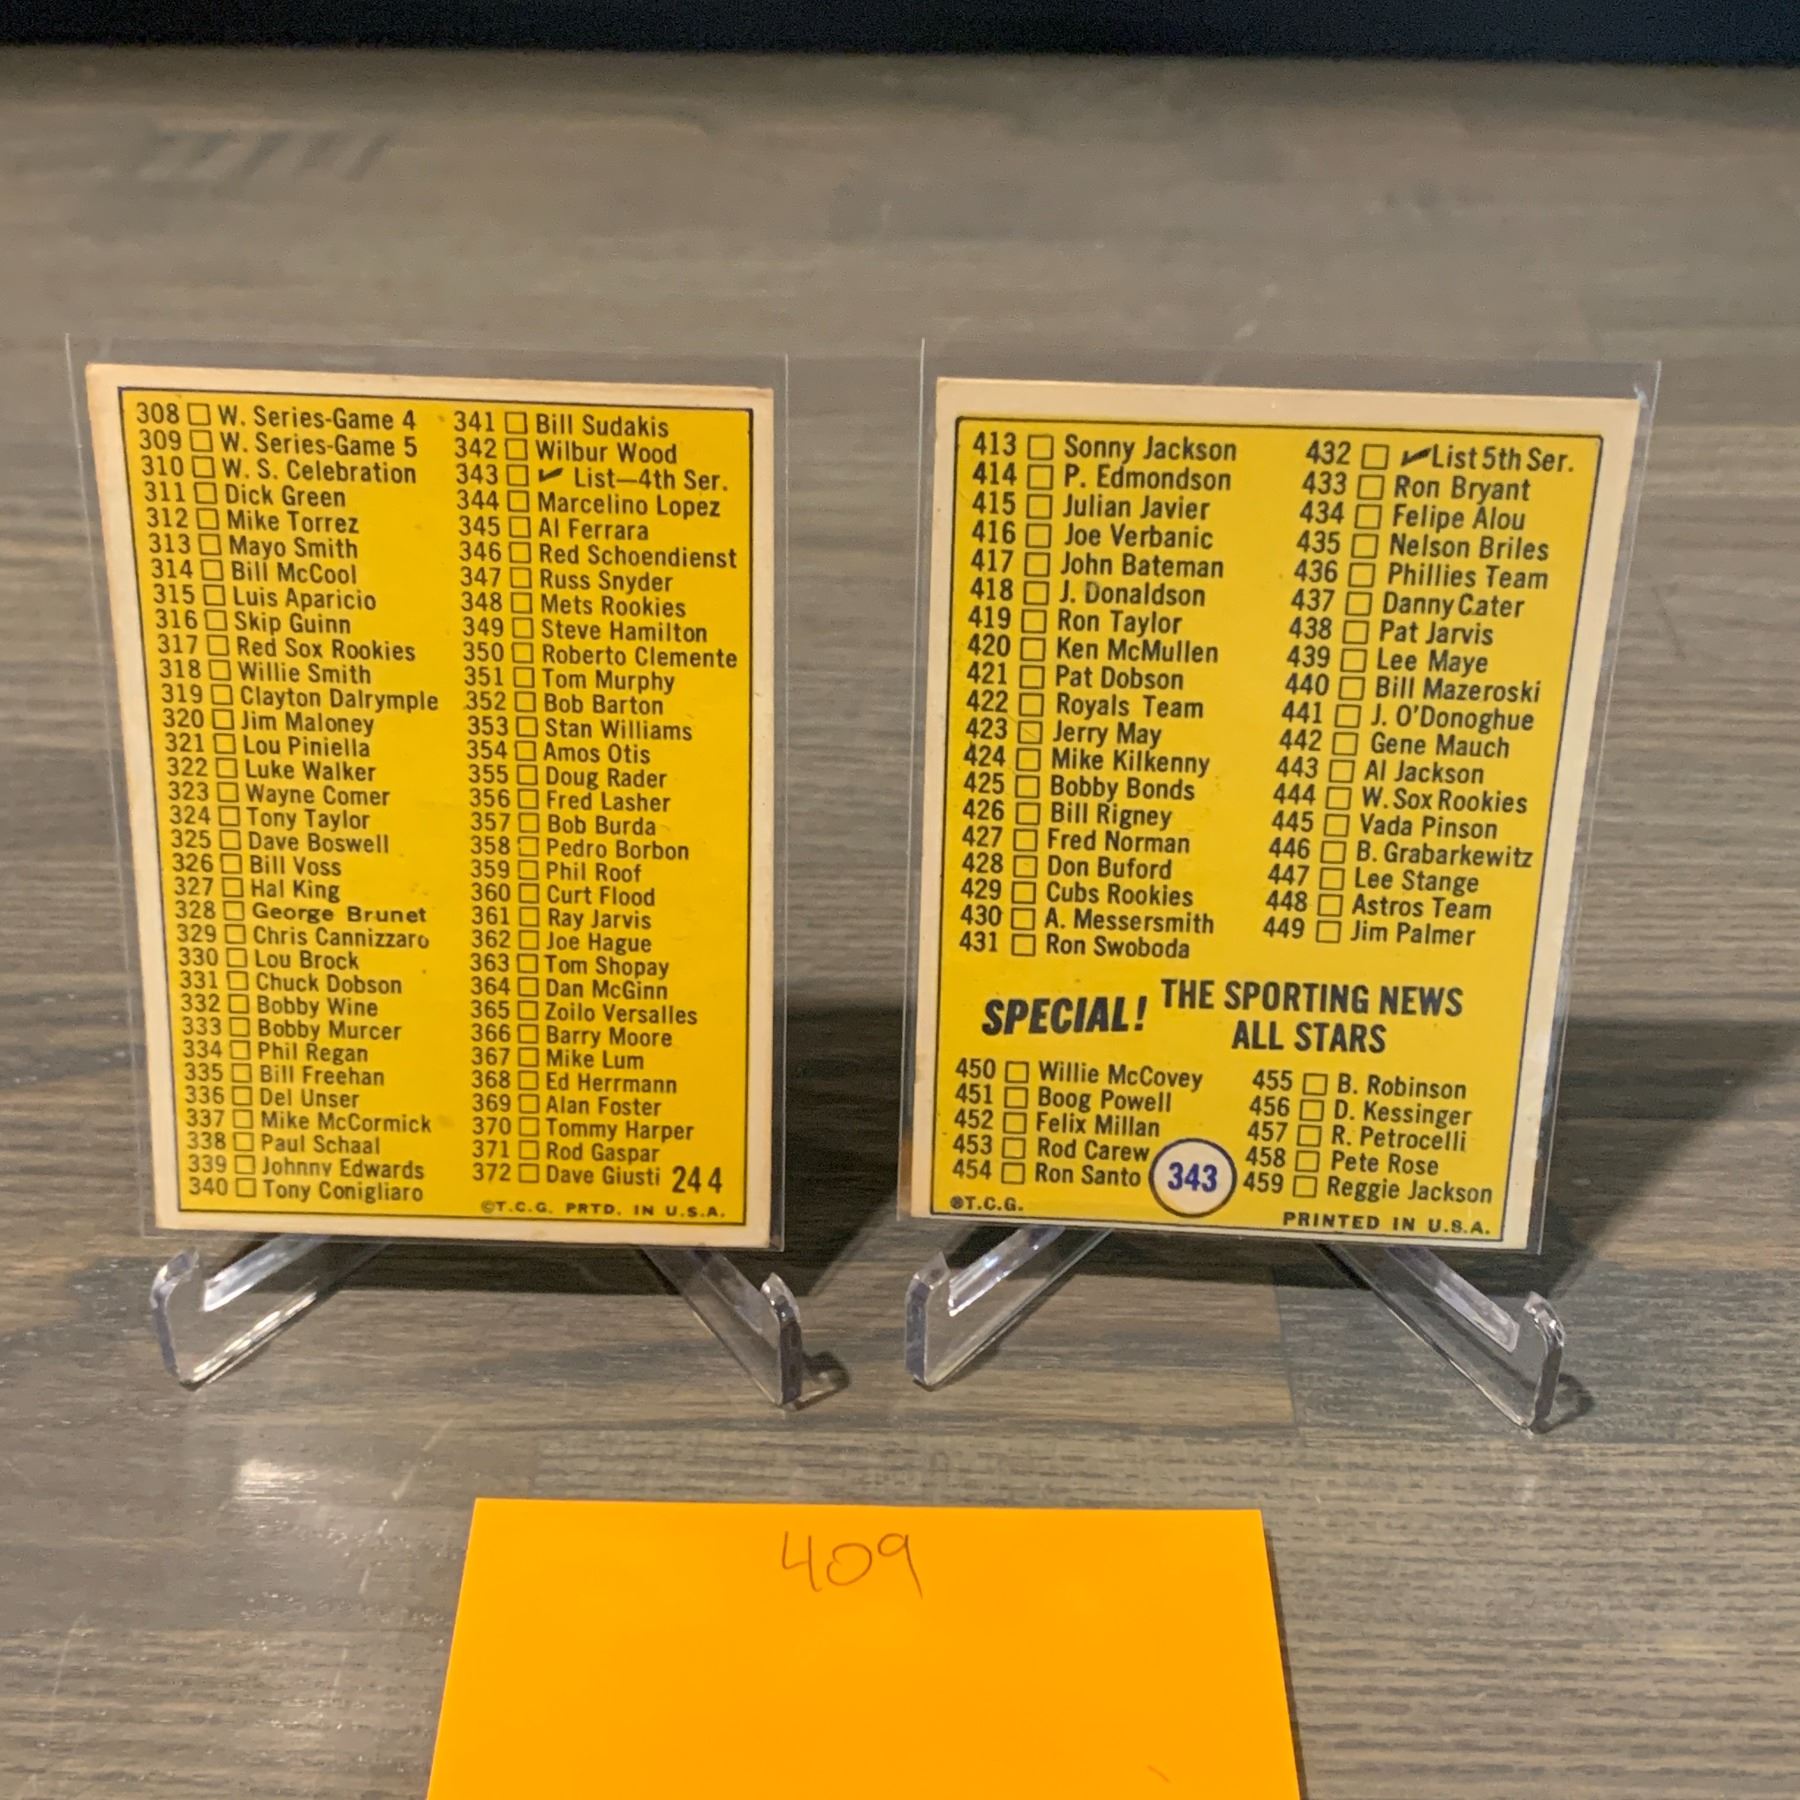 308 W. Series-Game 4
309 W. Series-Game 5
310 W. S. Celebration
311 Dick Green
312 Mike Torrez
313 Mayo Smith
314 Bill McCool
315 Luis Aparicio
316 Skip Guinn
317 Red Sox Rookies
318 Willie Smith
319 Clayton Dalrymple
320 Jim Maloney
321 Lou Piniella
322 Luke Walker
323 Wayne Comer
324 Tony Taylor
325 Dave Boswell
326 Bill Voss
327 Hal King
328 George Brunet
329 Chris Cannizzaro
330 Lou Brock
331 Chuck Dobson
332 Bobby Wine
333 Bobby Murcer
334 Phil Regan
335 Bill Freehan
336 Del Unser
337 Mike McCormick
338 Paul Schaal
339 Johnny Edwards
340 Tony Conigliaro
341 Bill Sudakis
342 Wilbur Wood
343 ✓ List—4th Ser.
344 Marcelino Lopez
345 Al Ferrara
346 Red Schoendienst
347 Russ Snyder
348 Mets Rookies
349 Steve Hamilton
350 Roberto Clemente
351 Tom Murphy
352 Bob Barton
353 Stan Williams
354 Amos Otis
355 Doug Rader
356 Fred Lasher
357 Bob Burda
358 Pedro Borbon
359 Phil Roof
360 Curt Flood
361 Ray Jarvis
362 Joe Hague
363 Tom Shopay
364 Dan McGinn
365 Zoilo Versalles
366 Barry Moore
367 Mike Lum
368 Ed Herrmann
369 Alan Foster
370 Tommy Harper
371 Rod Gaspar
372 Dave Giusti 244
©T.C.G. PRTD. IN U.S.A.
413 Sonny Jackson
414 P. Edmondson
415 Julian Javier
416 Joe Verbanic
417 John Bateman
418 J. Donaldson
419 Ron Taylor
420 Ken McMullen
421 Pat Dobson
422 Royals Team
423 Jerry May
424 Mike Kilkenny
425 Bobby Bonds
426 Bill Rigney
427 Fred Norman
428 Don Buford
429 Cubs Rookies
430 A. Messersmith
431 Ron Swoboda
432 ✓List 5th Ser.
433 Ron Bryant
434 Felipe Alou
435 Nelson Briles
436 Phillies Team
437 Danny Cater
438 Pat Jarvis
439 Lee Maye
440 Bill Mazeroski
441 J. O'Donoghue
442 Gene Mauch
443 Al Jackson
444 W. Sox Rookies
445 Vada Pinson
446 B. Grabarkewitz
447 Lee Stange
448 Astros Team
449 Jim Palmer
SPECIAL! THE SPORTING NEWS
ALL STARS
450 Willie McCovey
451 Boog Powell
452 Felix Millan
453 Rod Carew
454 Ron Santo
455 B. Robinson
456 D. Kessinger
457 R. Petrocelli
458 Pete Rose
459 Reggie Jackson
343
®T.C.G.
PRINTED IN U.S.A.
409